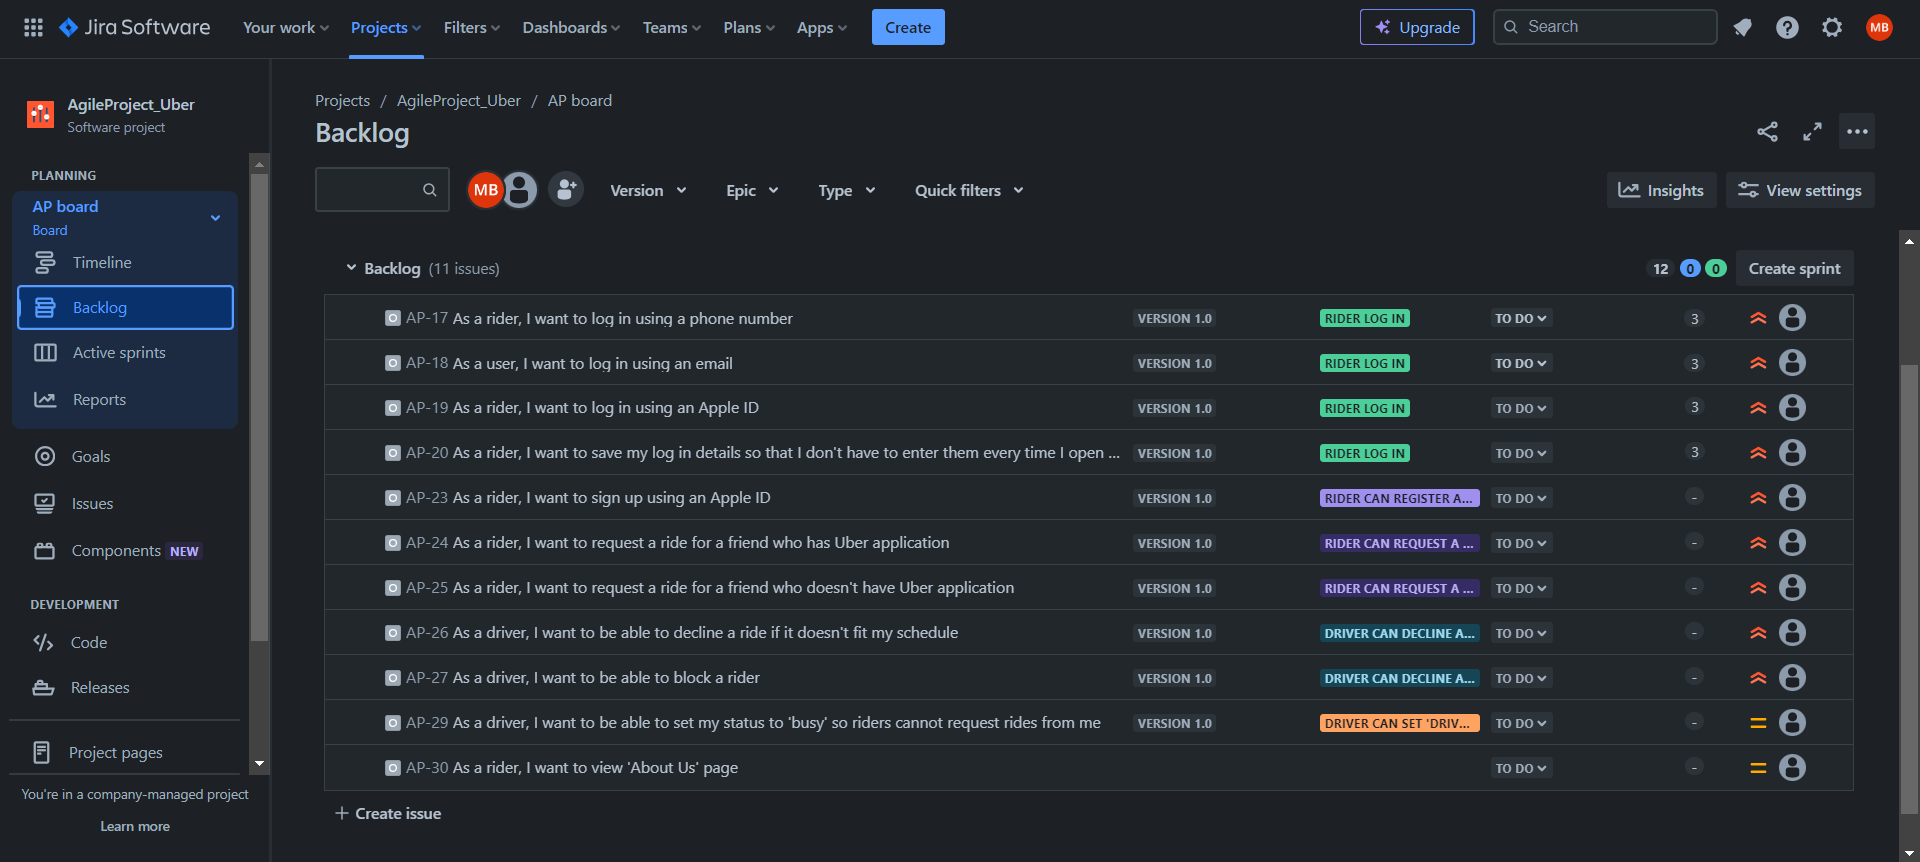 Jira Software Your work Projects Filters Dashboards Teams Plans Apps Create Upgrade Search MB
AgileProject_Uber
Software project
PLANNING
AP board
Board
Timeline
Backlog
Active sprints
Reports
Goals
Issues
Components NEW
DEVELOPMENT
Code
Releases
Project pages
You're in a company-managed project
Learn more
Projects / AgileProject_Uber / AP board
Backlog
MB Version Epic Type Quick filters Insights View settings
Backlog (11 issues) 12 0 0 Create sprint
AP-17 As a rider, I want to log in using a phone number VERSION 1.0 RIDER LOG IN TO DO 3
AP-18 As a user, I want to log in using an email VERSION 1.0 RIDER LOG IN TO DO 3
AP-19 As a rider, I want to log in using an Apple ID VERSION 1.0 RIDER LOG IN TO DO 3
AP-20 As a rider, I want to save my log in details so that I don't have to enter them every time I open ... VERSION 1.0 RIDER LOG IN TO DO 3
AP-23 As a rider, I want to sign up using an Apple ID VERSION 1.0 RIDER CAN REGISTER A... TO DO -
AP-24 As a rider, I want to request a ride for a friend who has Uber application VERSION 1.0 RIDER CAN REQUEST A ... TO DO -
AP-25 As a rider, I want to request a ride for a friend who doesn't have Uber application VERSION 1.0 RIDER CAN REQUEST A ... TO DO -
AP-26 As a driver, I want to be able to decline a ride if it doesn't fit my schedule VERSION 1.0 DRIVER CAN DECLINE A... TO DO -
AP-27 As a driver, I want to be able to block a rider VERSION 1.0 DRIVER CAN DECLINE A... TO DO -
AP-29 As a driver, I want to be able to set my status to 'busy' so riders cannot request rides from me VERSION 1.0 DRIVER CAN SET 'DRIV... TO DO -
AP-30 As a rider, I want to view 'About Us' page TO DO -
+ Create issue